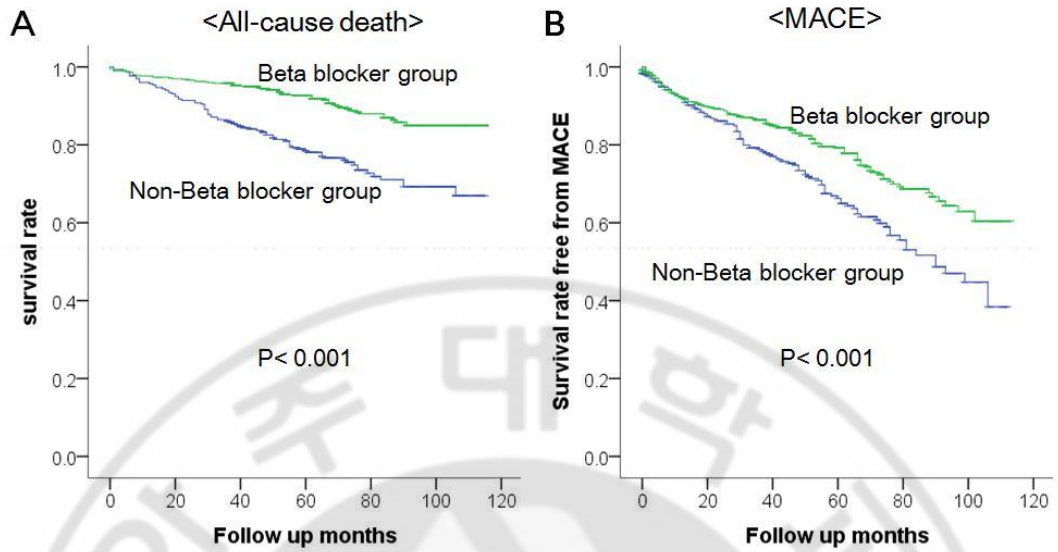 A
<All-cause death>
Beta blocker group
Non-Beta blocker group
P< 0.001
survival rate
1.0
0.8
0.6
0.4
0.2
0.0
0 20 40 60 80 100 120
Follow up months
B
<MACE>
Beta blocker group
Non-Beta blocker group
P< 0.001
Survival rate free from MACE
1.0
0.8
0.6
0.4
0.2
0.0
0 20 40 60 80 100 120
Follow up months
주 대 학